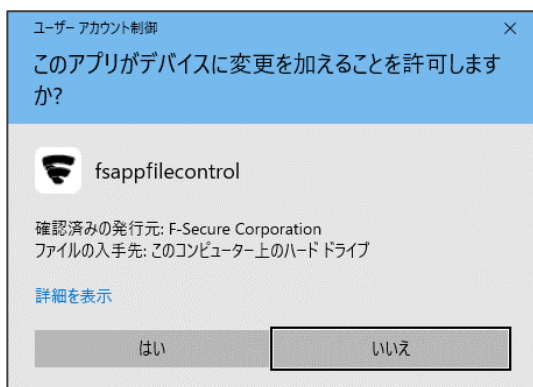 ユーザー アカウント制御
このアプリがデバイスに変更を加えることを許可します
か?
fsappfilecontrol
確認済みの発行元: F-Secure Corporation
ファイルの入手先: このコンピューター上のハード ドライブ
詳細を表示
はい
いいえ